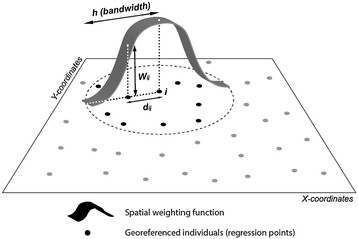 h (bandwidth)
Y-coordinates
Wij
i
dij
X-coordinates
Spatial weighting function
Georeferenced individuals (regression points)